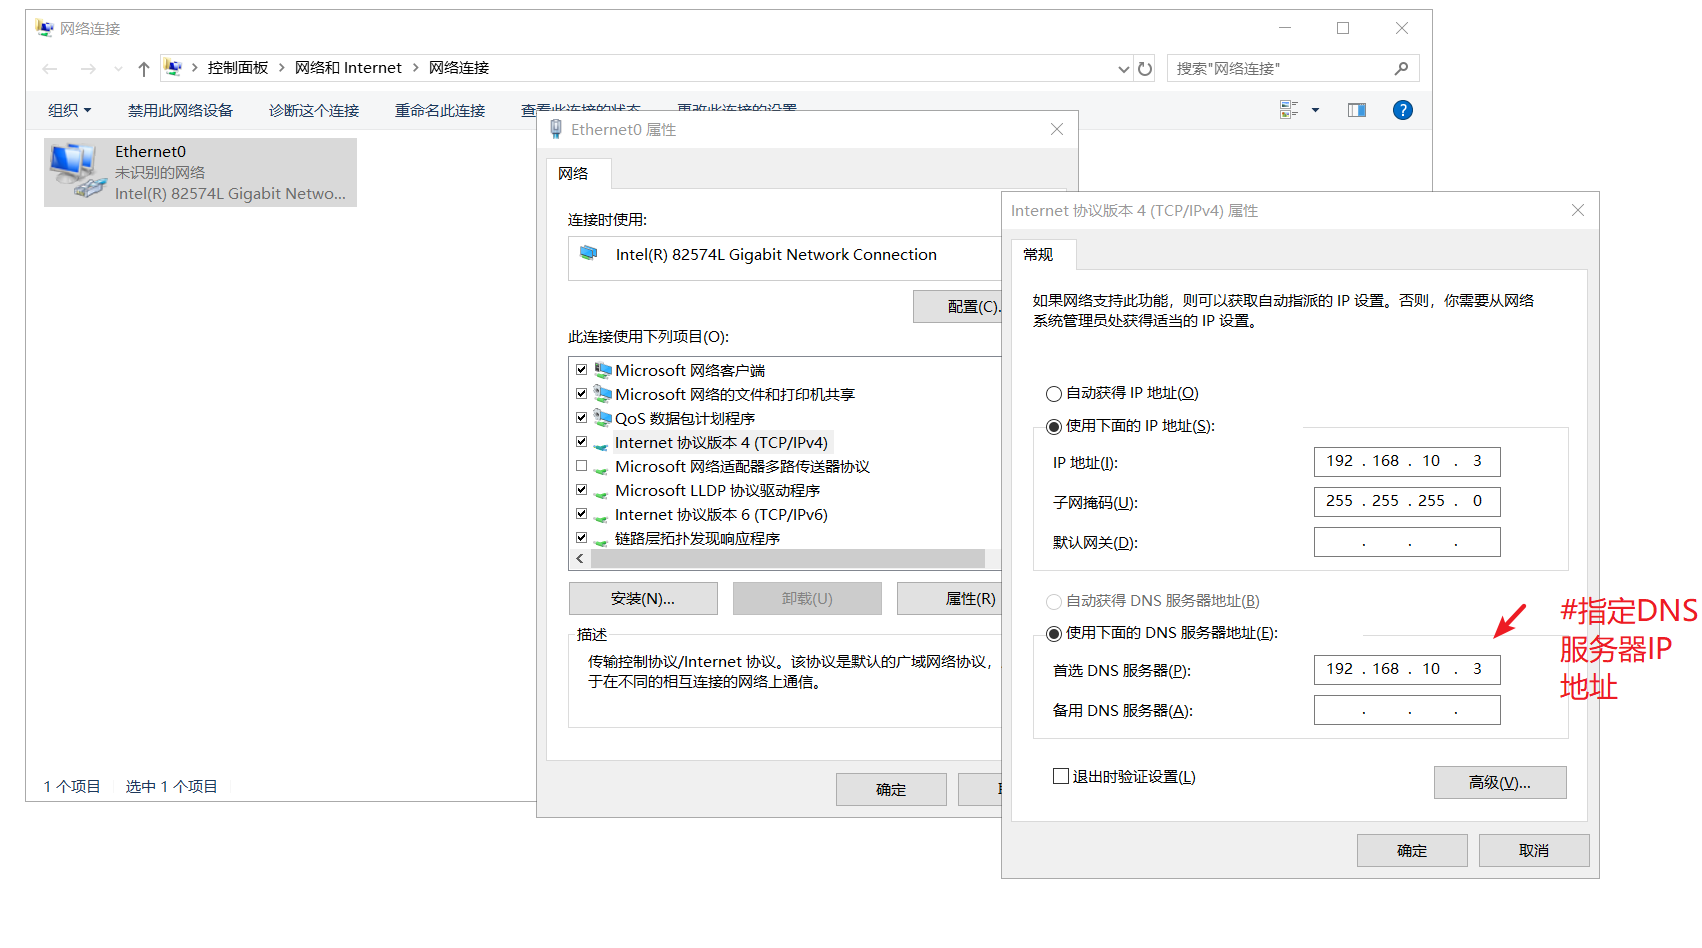 网络连接
控制面板 › 网络和 Internet › 网络连接
搜索"网络连接"
组织 禁用此网络设备 诊断这个连接 重命名此连接 查看此连接的状态 更改此连接的设置
Ethernet0
未识别的网络
Intel(R) 82574L Gigabit Netwo...
1 个项目 选中 1 个项目
Ethernet0 属性
网络
连接时使用:
Intel(R) 82574L Gigabit Network Connection
配置(C)...
此连接使用下列项目(O):
Microsoft 网络客户端
Microsoft 网络的文件和打印机共享
QoS 数据包计划程序
Internet 协议版本 4 (TCP/IPv4)
Microsoft 网络适配器多路传送器协议
Microsoft LLDP 协议驱动程序
Internet 协议版本 6 (TCP/IPv6)
链路层拓扑发现响应程序
安装(N)... 卸载(U) 属性(R)
描述
传输控制协议/Internet 协议。该协议是默认的广域网络协议，
于在不同的相互连接的网络上通信。
确定
Internet 协议版本 4 (TCP/IPv4) 属性
常规
如果网络支持此功能，则可以获取自动指派的 IP 设置。否则，你需要从网络
系统管理员处获得适当的 IP 设置。
自动获得 IP 地址(O)
使用下面的 IP 地址(S):
IP 地址(I): 192 . 168 . 10 . 3
子网掩码(U): 255 . 255 . 255 . 0
默认网关(D): . . .
自动获得 DNS 服务器地址(B)
使用下面的 DNS 服务器地址(E):
首选 DNS 服务器(P): 192 . 168 . 10 . 3
备用 DNS 服务器(A): . . .
退出时验证设置(L)
高级(V)...
确定 取消
#指定DNS
服务器IP
地址